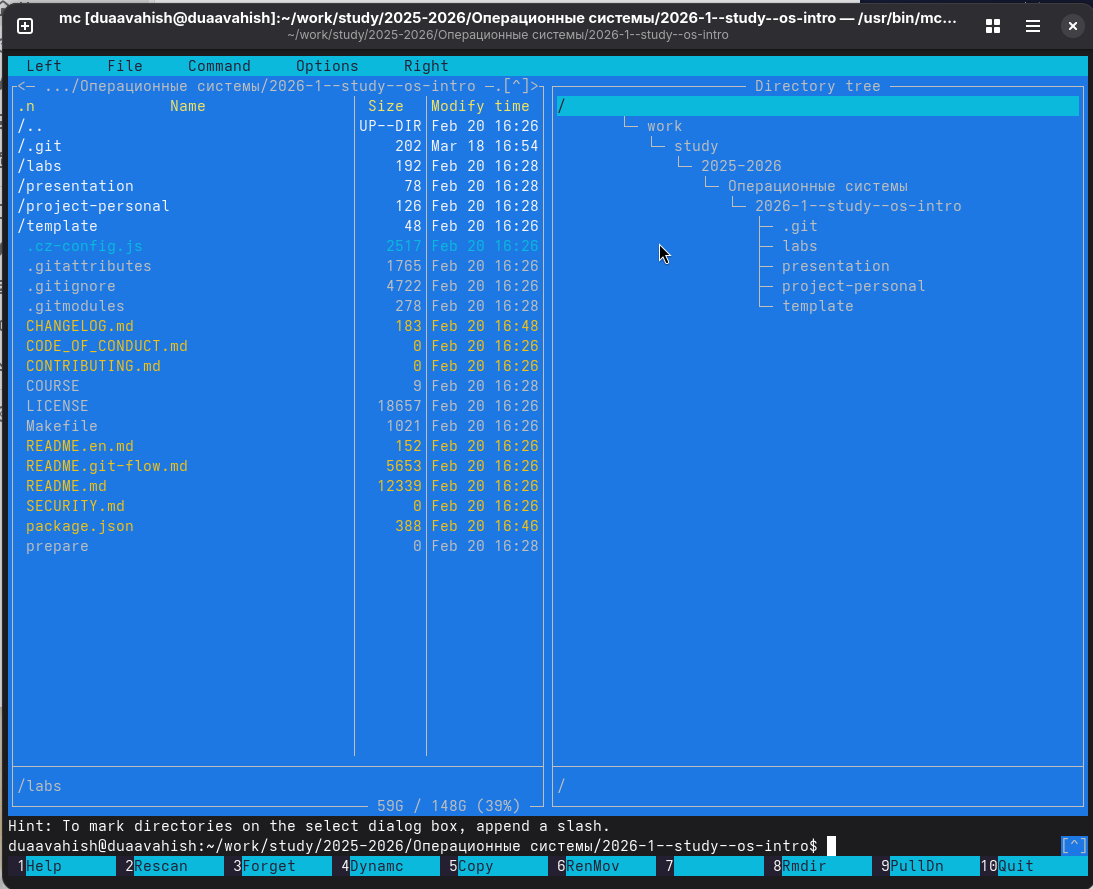 mc [duaavahish@duaavahish]:~/work/study/2025-2026/Операционные системы/2026-1--study--os-intro — /usr/bin/mc…
~/work/study/2025-2026/Операционные системы/2026-1--study--os-intro
Left File Command Options Right
<— .../Операционные системы/2026-1--study--os-intro —.[^]> Directory tree
.n Name Size Modify time /
/.. UP--DIR Feb 20 16:26 work
/.git 202 Mar 18 16:54 study
/labs 192 Feb 20 16:28 2025-2026
/presentation 78 Feb 20 16:28 Операционные системы
/project-personal 126 Feb 20 16:28 2026-1--study--os-intro
/template 48 Feb 20 16:26 .git
.cz-config.js 2517 Feb 20 16:26 labs
.gitattributes 1765 Feb 20 16:26 presentation
.gitignore 4722 Feb 20 16:26 project-personal
.gitmodules 278 Feb 20 16:28 template
CHANGELOG.md 183 Feb 20 16:48
CODE_OF_CONDUCT.md 0 Feb 20 16:26
CONTRIBUTING.md 0 Feb 20 16:26
COURSE 9 Feb 20 16:28
LICENSE 18657 Feb 20 16:26
Makefile 1021 Feb 20 16:26
README.en.md 152 Feb 20 16:26
README.git-flow.md 5653 Feb 20 16:26
README.md 12339 Feb 20 16:26
SECURITY.md 0 Feb 20 16:26
package.json 388 Feb 20 16:46
prepare 0 Feb 20 16:28
/labs /
59G / 148G (39%)
Hint: To mark directories on the select dialog box, append a slash.
duaavahish@duaavahish:~/work/study/2025-2026/Операционные системы/2026-1--study--os-intro$ [^]
1Help 2Rescan 3Forget 4Dynamc 5Copy 6RenMov 7 8Rmdir 9PullDn 10Quit